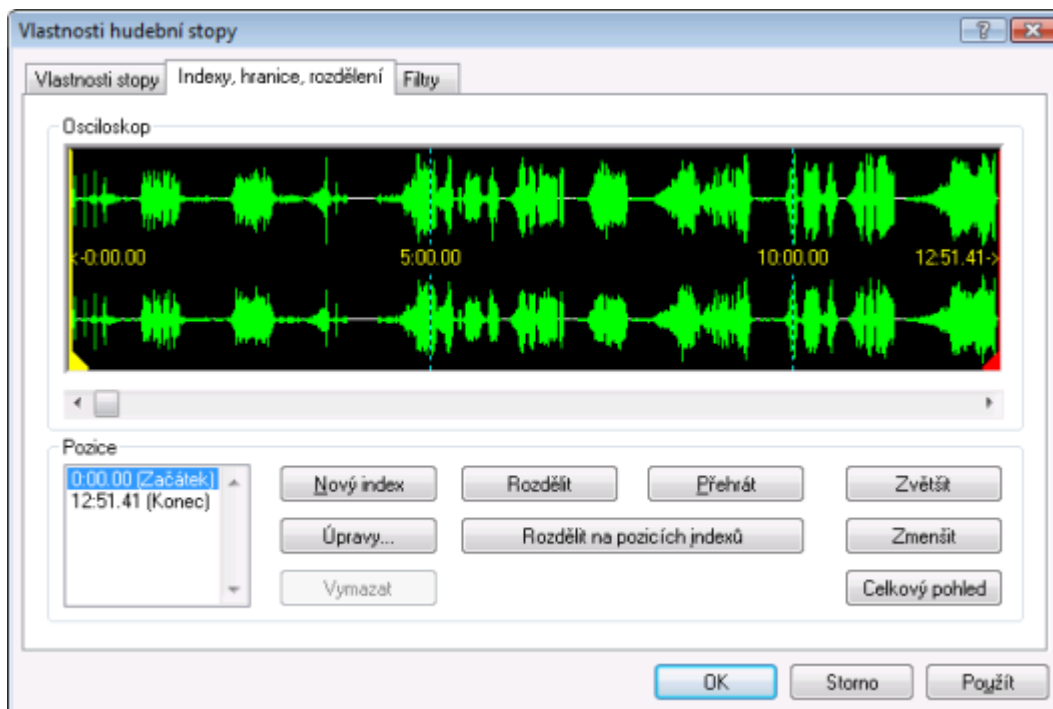 Vlastnosti hudební stopy
Vlastnosti stopy Indexy, hranice, rozdělení Filtry
Osciloskop
<-0:00.00 5:00.00 10:00.00 12:51.41->
Pozice
0:00.00 (Začátek)
12:51.41 (Konec)
Nový index Rozdělit Přehrát Zvětšit
Úpravy... Rozdělit na pozicích indexů Zmenšit
Vymazat Celkový pohled
OK Storno Použít